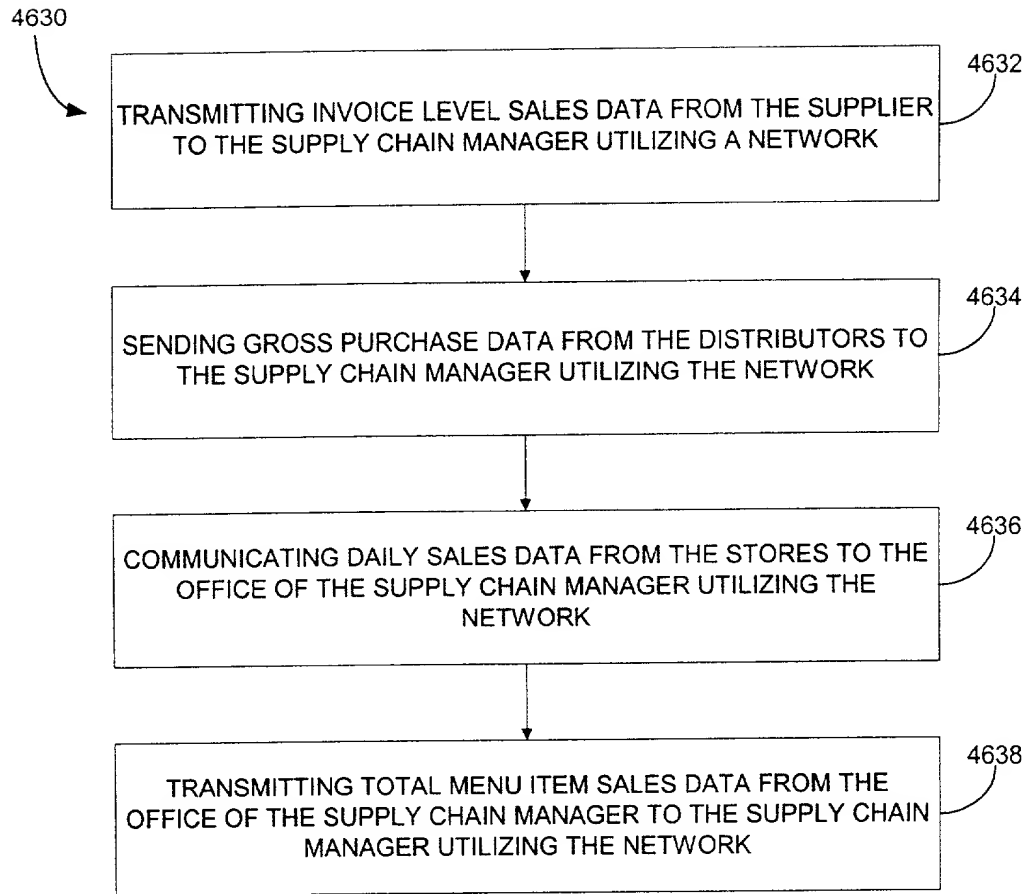 4630
4632
TRANSMITTING INVOICE LEVEL SALES DATA FROM THE SUPPLIER
TO THE SUPPLY CHAIN MANAGER UTILIZING A NETWORK
4634
SENDING GROSS PURCHASE DATA FROM THE DISTRIBUTORS TO
THE SUPPLY CHAIN MANAGER UTILIZING THE NETWORK
4636
COMMUNICATING DAILY SALES DATA FROM THE STORES TO THE
OFFICE OF THE SUPPLY CHAIN MANAGER UTILIZING THE
NETWORK
4638
TRANSMITTING TOTAL MENU ITEM SALES DATA FROM THE
OFFICE OF THE SUPPLY CHAIN MANAGER TO THE SUPPLY CHAIN
MANAGER UTILIZING THE NETWORK